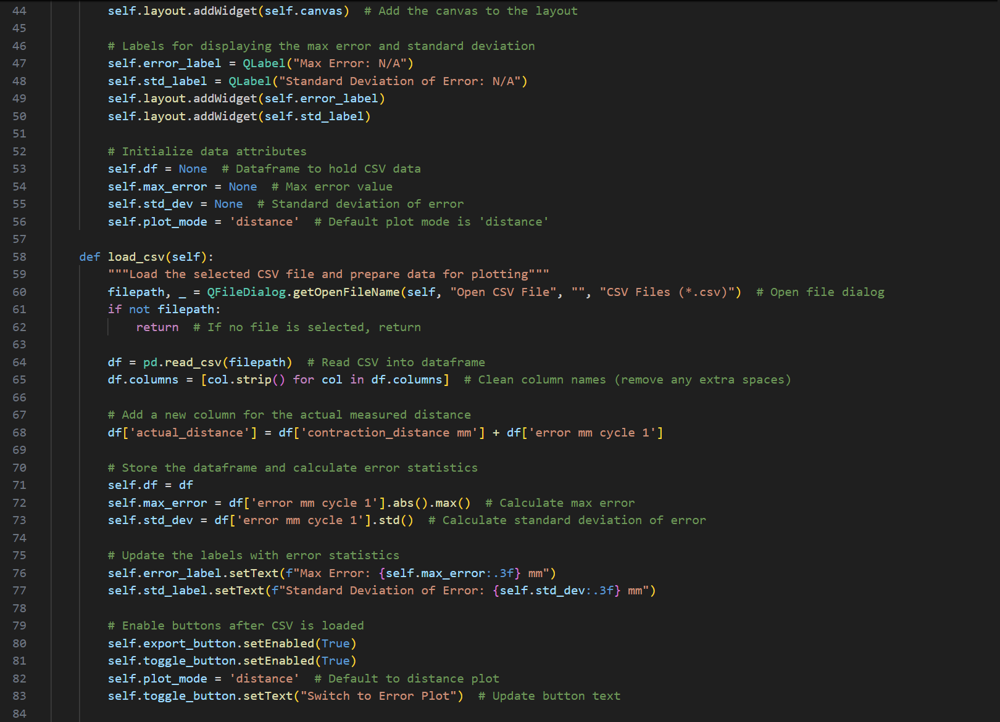 44 self.layout.addWidget(self.canvas)  # Add the canvas to the layout
45
46 # Labels for displaying the max error and standard deviation
47 self.error_label = QLabel("Max Error: N/A")
48 self.std_label = QLabel("Standard Deviation of Error: N/A")
49 self.layout.addWidget(self.error_label)
50 self.layout.addWidget(self.std_label)
51
52 # Initialize data attributes
53 self.df = None  # Dataframe to hold CSV data
54 self.max_error = None  # Max error value
55 self.std_dev = None  # Standard deviation of error
56 self.plot_mode = 'distance'  # Default plot mode is 'distance'
57
58 def load_csv(self):
59 """Load the selected CSV file and prepare data for plotting"""
60 filepath, _ = QFileDialog.getOpenFileName(self, "Open CSV File", "", "CSV Files (*.csv)")  # Open file dialog
61 if not filepath:
62 return  # If no file is selected, return
63
64 df = pd.read_csv(filepath)  # Read CSV into dataframe
65 df.columns = [col.strip() for col in df.columns]  # Clean column names (remove any extra spaces)
66
67 # Add a new column for the actual measured distance
68 df['actual_distance'] = df['contraction_distance mm'] + df['error mm cycle 1']
69
70 # Store the dataframe and calculate error statistics
71 self.df = df
72 self.max_error = df['error mm cycle 1'].abs().max()  # Calculate max error
73 self.std_dev = df['error mm cycle 1'].std()  # Calculate standard deviation of error
74
75 # Update the labels with error statistics
76 self.error_label.setText(f"Max Error: {self.max_error:.3f} mm")
77 self.std_label.setText(f"Standard Deviation of Error: {self.std_dev:.3f} mm")
78
79 # Enable buttons after CSV is loaded
80 self.export_button.setEnabled(True)
81 self.toggle_button.setEnabled(True)
82 self.plot_mode = 'distance'  # Default to distance plot
83 self.toggle_button.setText("Switch to Error Plot")  # Update button text
84